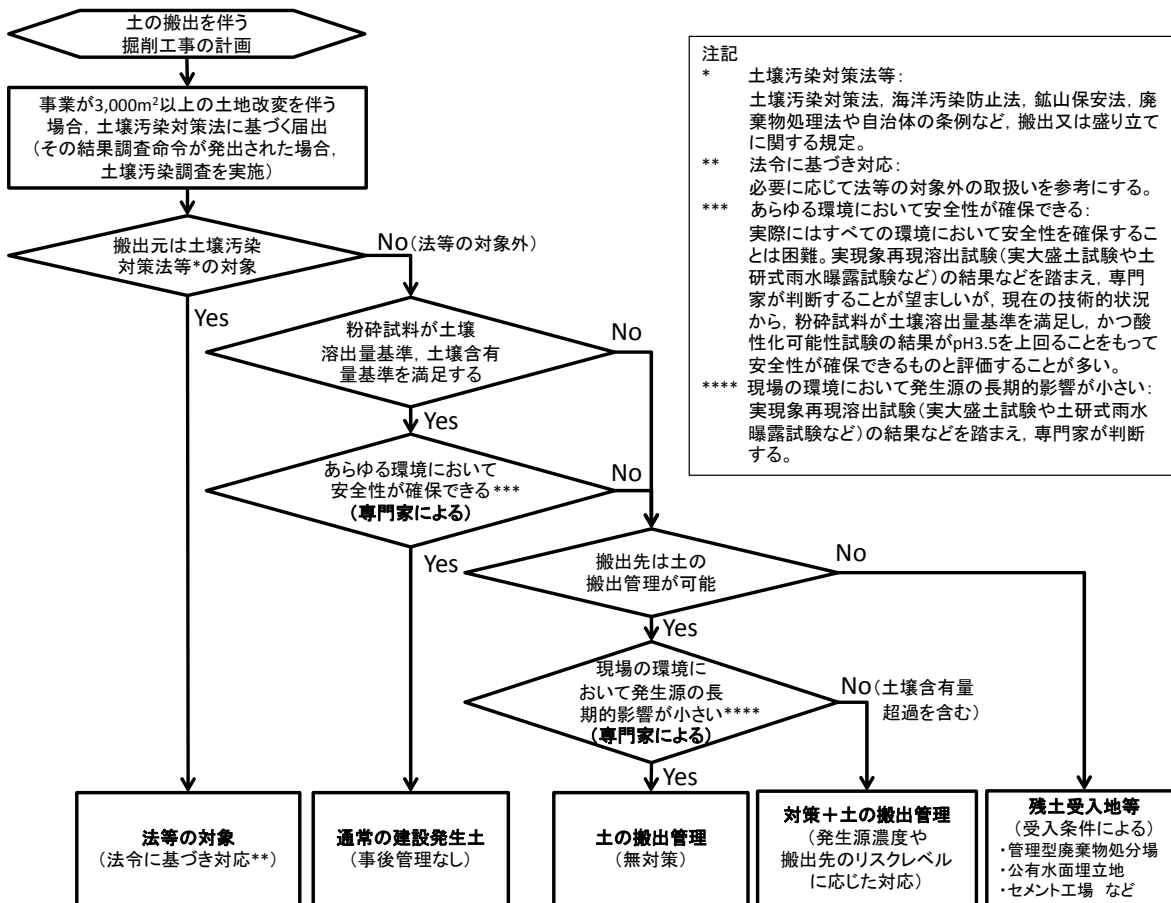 土の搬出を伴う
掘削工事の計画
事業が3,000m²以上の土地改変を伴う
場合，土壌汚染対策法に基づく届出
（その結果調査命令が発出された場合，
土壌汚染調査を実施）
搬出元は土壌汚染
対策法等*の対象
No（法等の対象外）
Yes
粉砕試料が土壌
溶出量基準，土壌含有
量基準を満足する
No
Yes
あらゆる環境において
安全性が確保できる***
（専門家による）
No
Yes
搬出先は土の
搬出管理が可能
No
Yes
現場の環境に
おいて発生源の長
期的影響が小さい****
（専門家による）
No（土壌含有量
超過を含む）
Yes
法等の対象
（法令に基づき対応**）
通常の建設発生土
（事後管理なし）
土の搬出管理
（無対策）
対策＋土の搬出管理
（発生源濃度や
搬出先のリスクレベル
に応じた対応）
残土受入地等
（受入条件による）
・管理型廃棄物処分場
・公有水面埋立地
・セメント工場 など
注記
* 土壌汚染対策法等：
土壌汚染対策法，海洋汚染防止法，鉱山保安法，廃
棄物処理法や自治体の条例など，搬出又は盛り立て
に関する規定。
** 法令に基づき対応：
必要に応じて法等の対象外の取扱いを参考にする。
*** あらゆる環境において安全性が確保できる：
実際にはすべての環境において安全性を確保するこ
とは困難。実現象再現溶出試験（実大盛土試験や土
研式雨水曝露試験など）の結果などを踏まえ，専門
家が判断することが望ましいが，現在の技術的状況
から，粉砕試料が土壌溶出量基準を満足し，かつ酸
性化可能性試験の結果がpH3.5を上回ることをもって
安全性が確保できるものと評価することが多い。
**** 現場の環境において発生源の長期的影響が小さい：
実現象再現溶出試験（実大盛土試験や土研式雨水
曝露試験など）の結果などを踏まえ，専門家が判断
する。